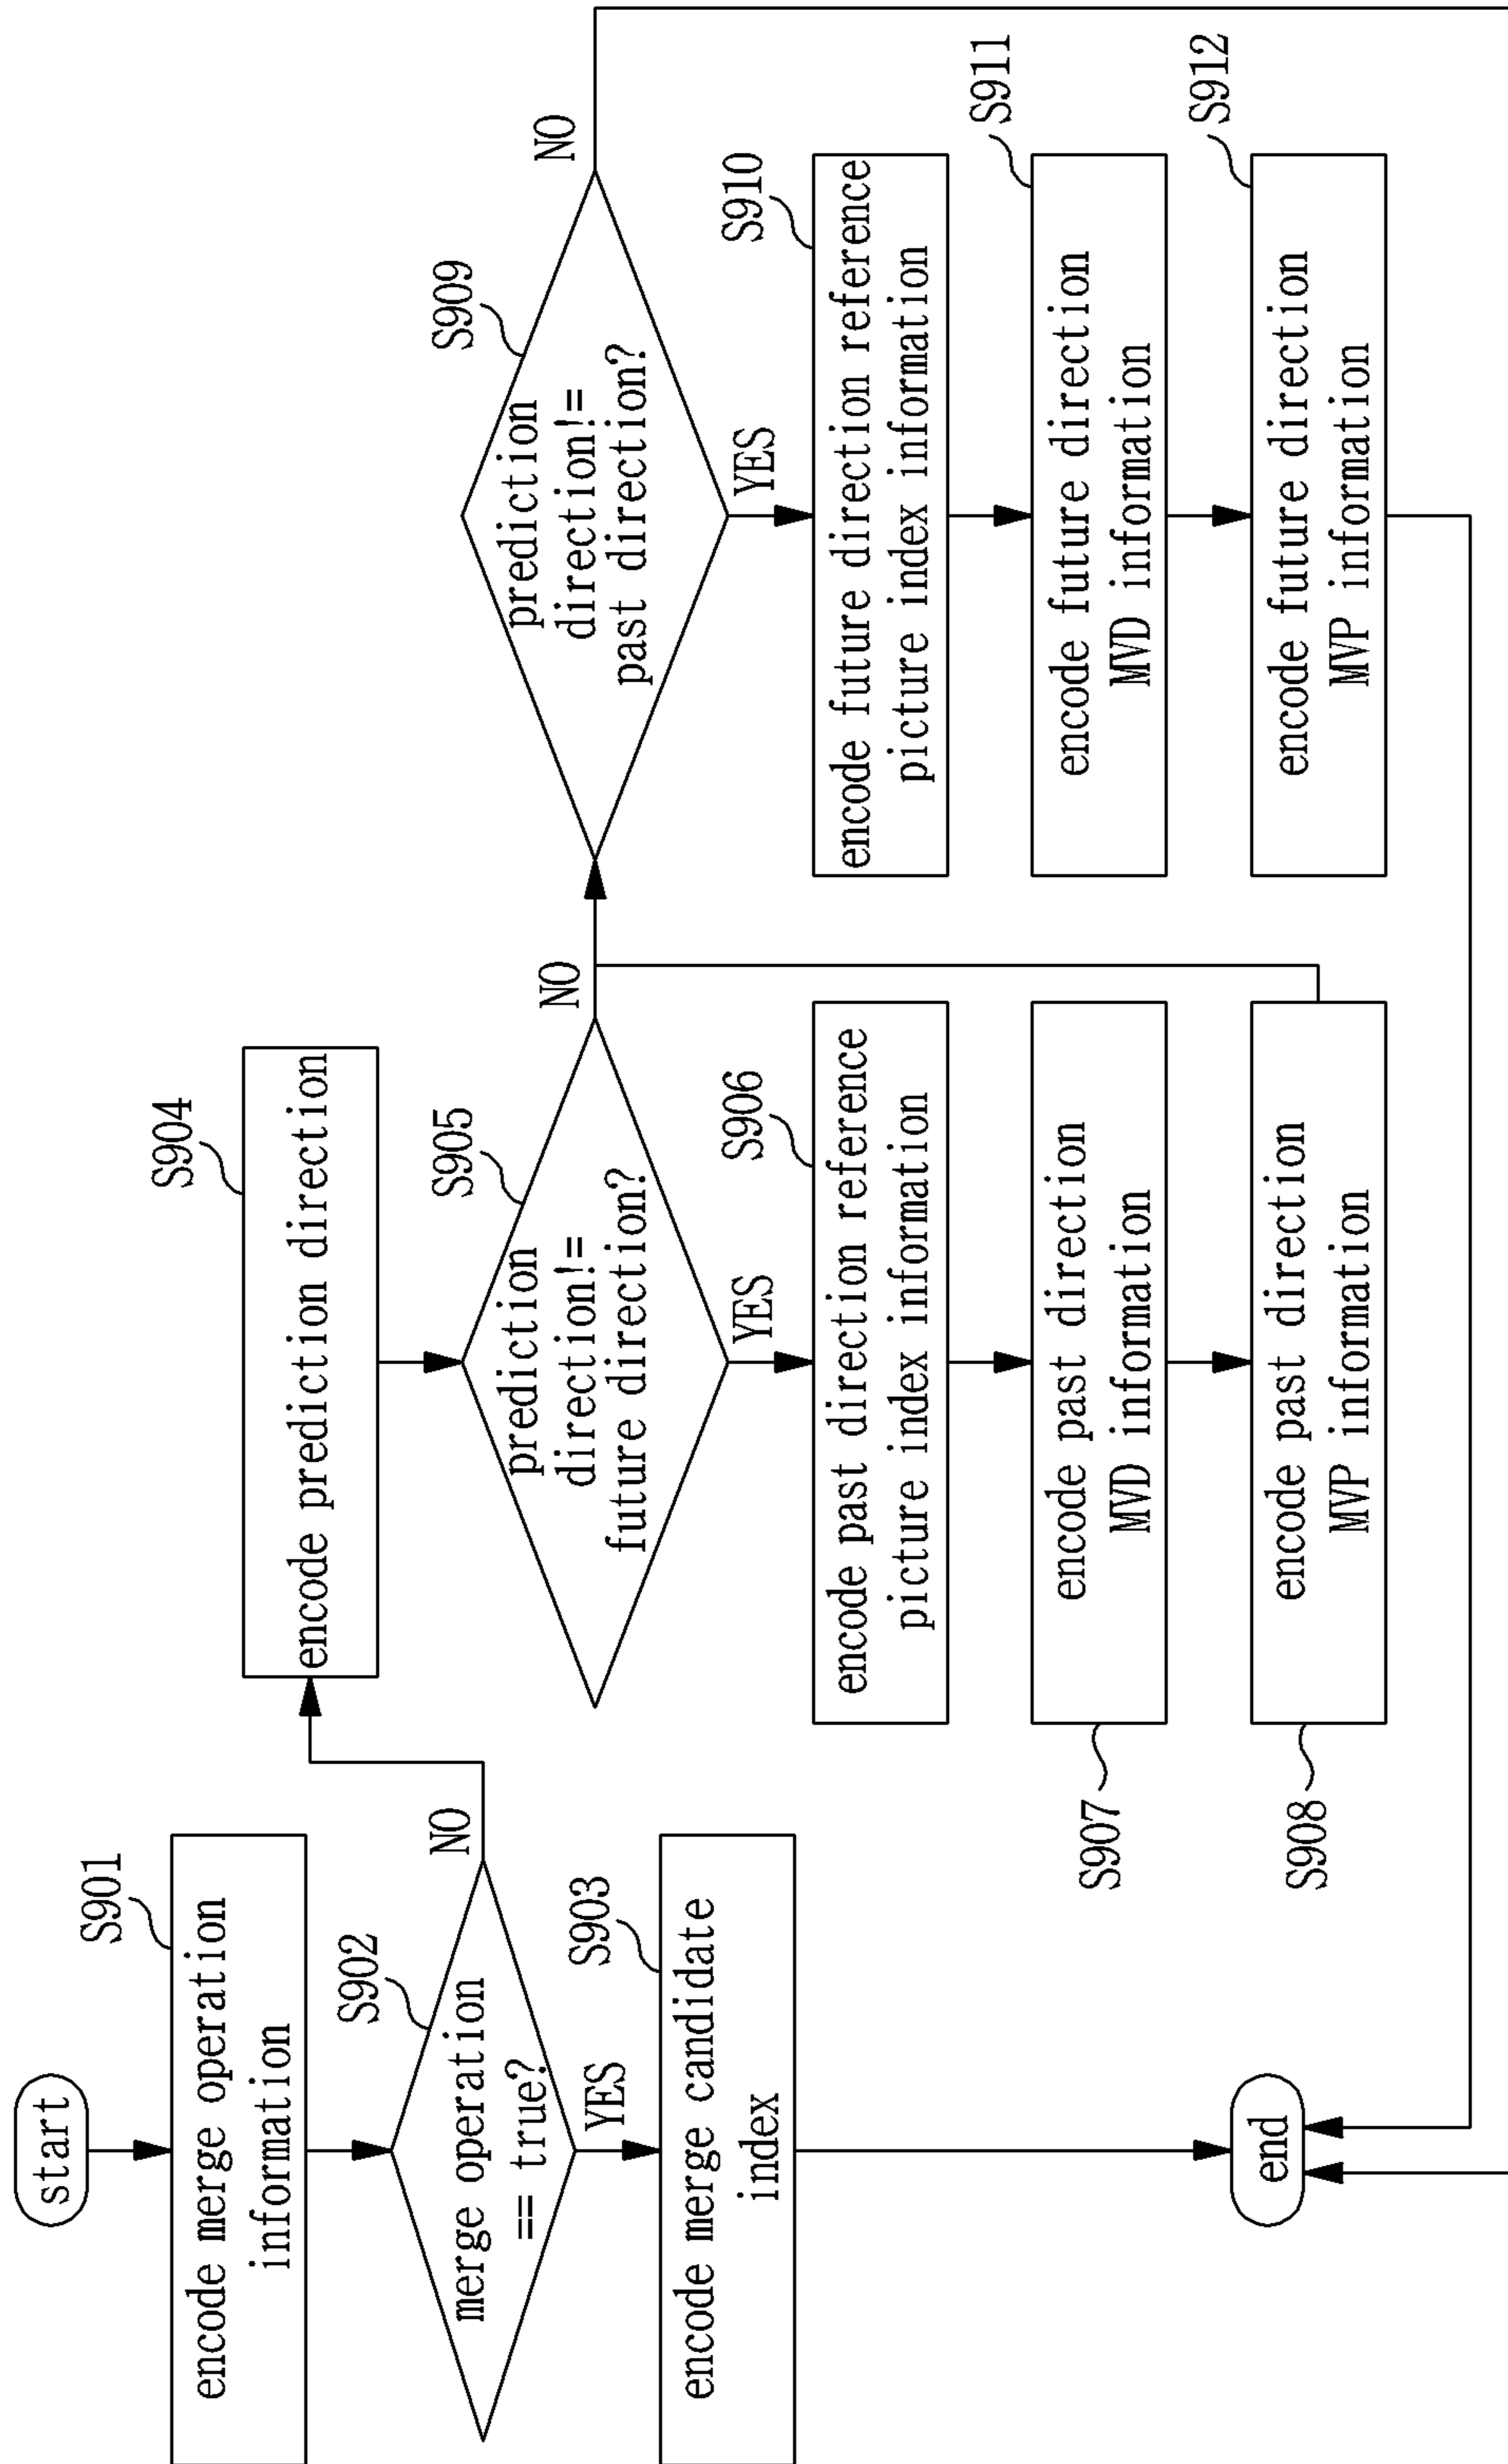 start
S901
encode merge operation
information
S902
merge operation
== true?
NO
YES
S903
encode merge candidate
index
end
S904
encode prediction direction
S905
prediction
direction!=
future direction?
NO
YES
S906
encode past direction reference
picture index information
encode past direction
MVD information
S907
encode past direction
MVP information
S908
S909
prediction
direction!=
past direction?
NO
YES
S910
encode future direction reference
picture index information
S911
encode future direction
MVD information
S912
encode future direction
MVP information